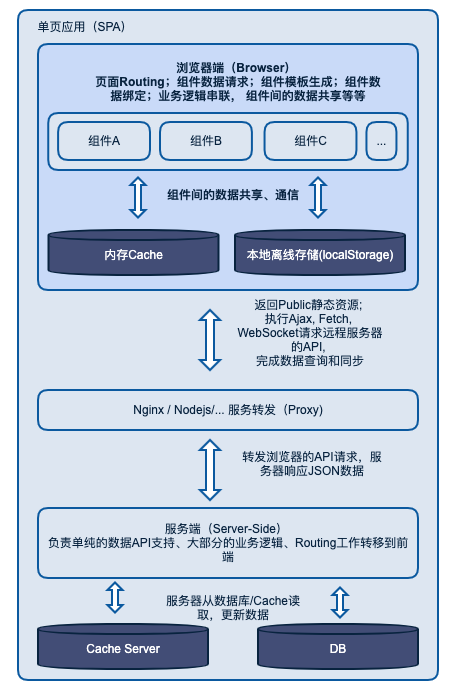 单页应用（SPA）
浏览器端（Browser）
页面Routing；组件数据请求；组件模板生成；组件数
据绑定；业务逻辑串联， 组件间的数据共享等等
组件A
组件B
组件C
...
组件间的数据共享、通信
内存Cache
本地离线存储(localStorage)
返回Public静态资源;
执行Ajax, Fetch,
WebSocket请求远程服务器
的API,
完成数据查询和同步
Nginx / Nodejs/... 服务转发（Proxy)
转发浏览器的API请求，服
务器响应JSON数据
服务端（Server-Side）
负责单纯的数据API支持、大部分的业务逻辑、Routing工作转移到前
端
服务器从数据库/Cache读
取，更新数据
Cache Server
DB